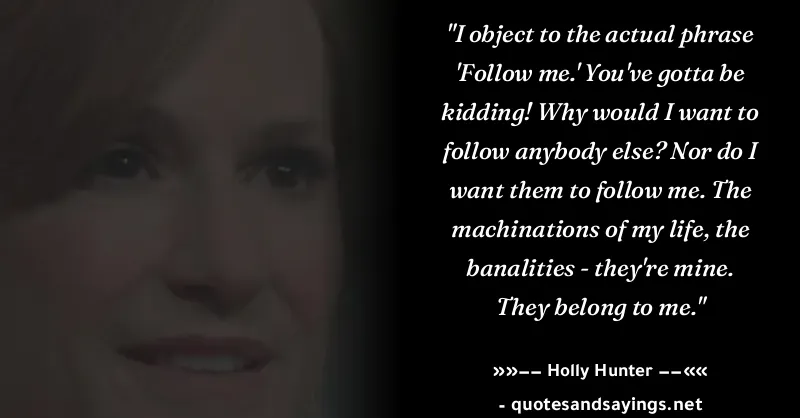 "I object to the actual phrase
'Follow me.' You've gotta be
kidding! Why would I want to
follow anybody else? Nor do I
want them to follow me. The
machinations of my life, the
banalities - they're mine.
They belong to me."
»»−− Holly Hunter −−««
- quotesandsayings.net